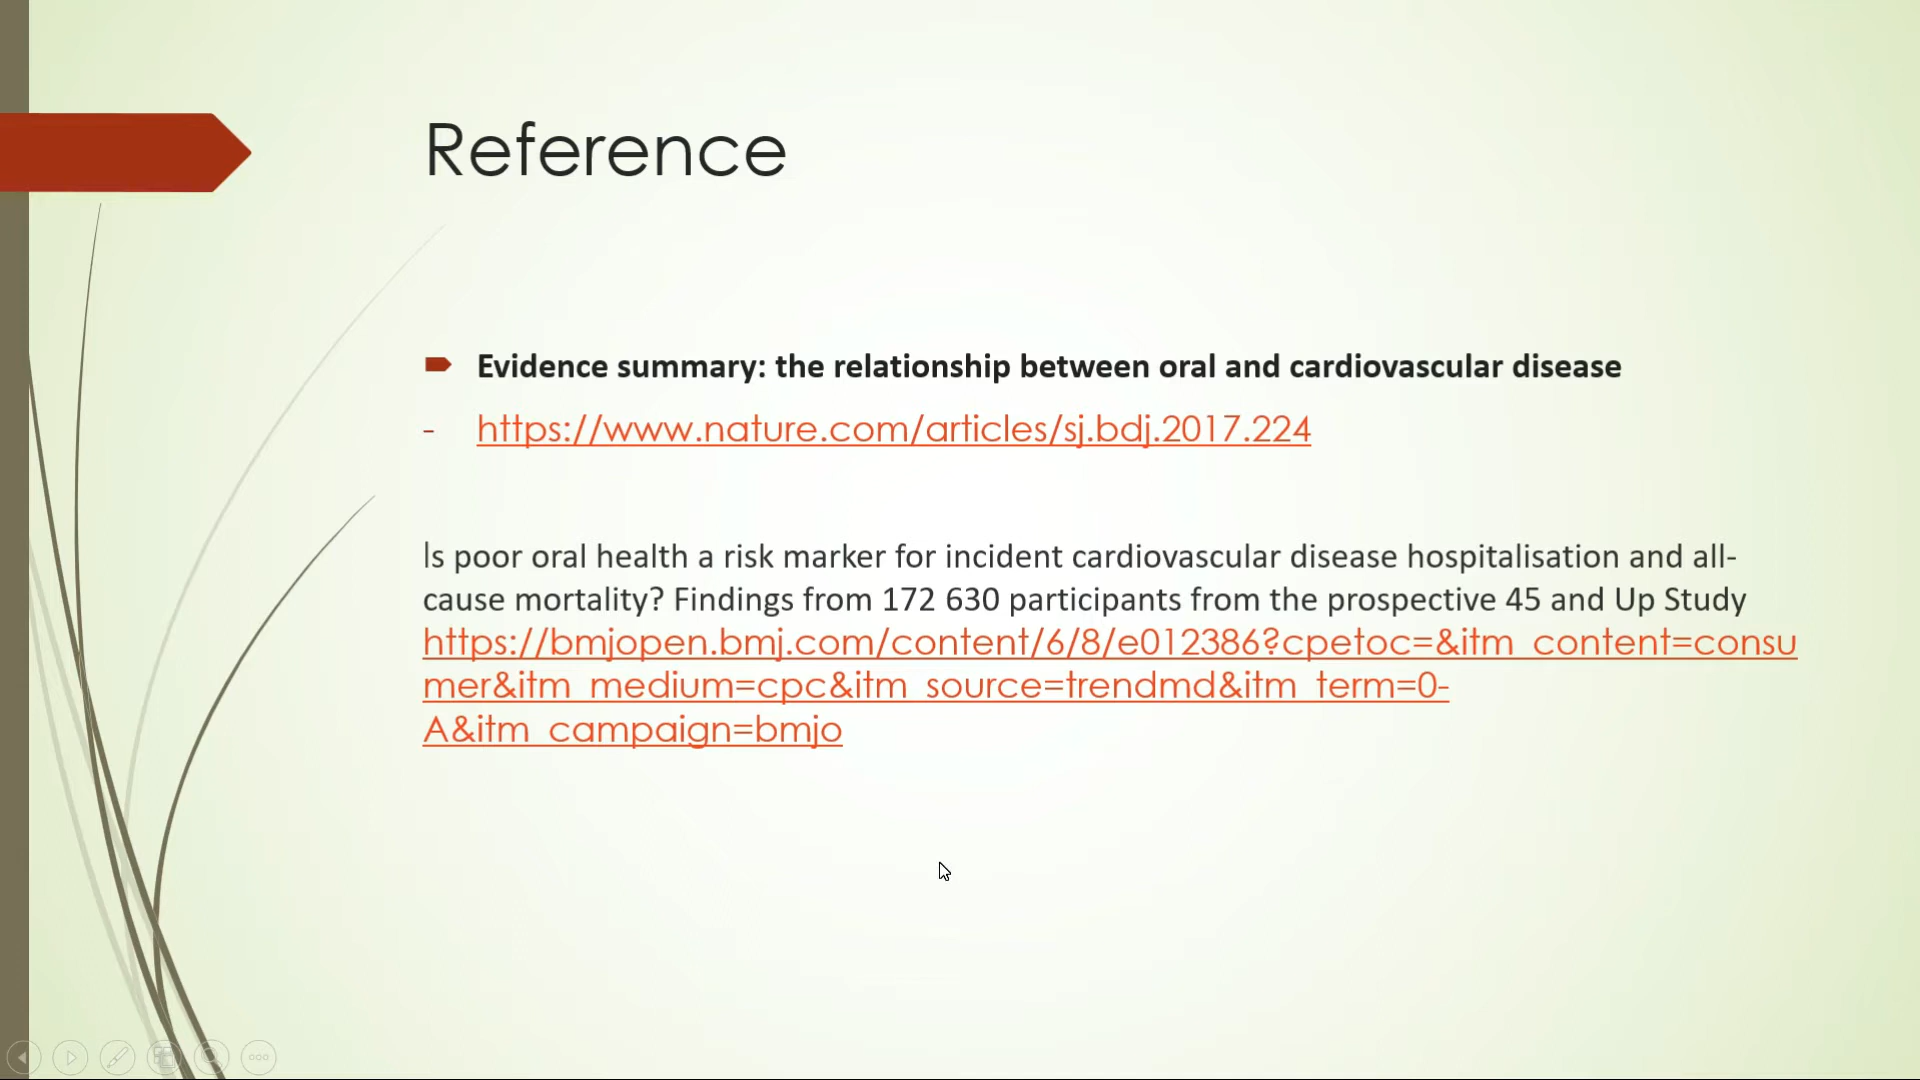 Reference
Evidence summary: the relationship between oral and cardiovascular disease
- https://www.nature.com/articles/sj.bdj.2017.224
Is poor oral health a risk marker for incident cardiovascular disease hospitalisation and all-
cause mortality? Findings from 172 630 participants from the prospective 45 and Up Study
https://bmjopen.bmj.com/content/6/8/e012386?cpetoc=&itm_content=consu
mer&itm_medium=cpc&itm_source=trendmd&itm_term=0-
A&itm_campaign=bmjo